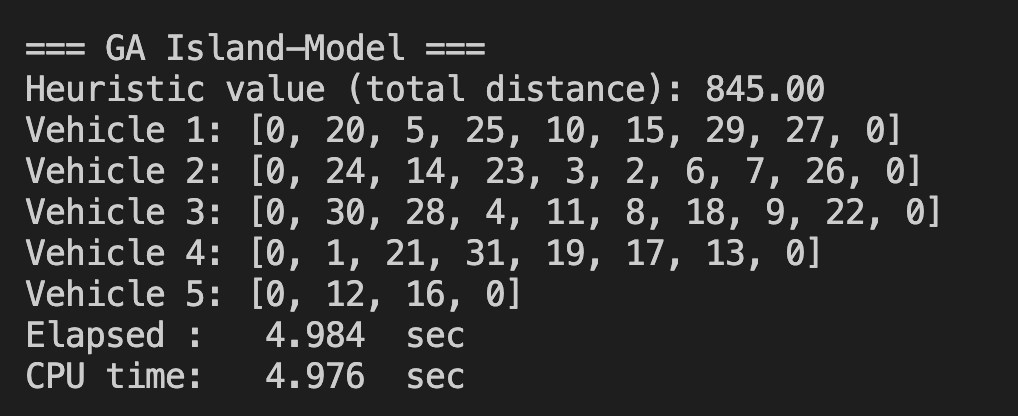 === GA Island–Model ===
Heuristic value (total distance): 845.00
Vehicle 1: [0, 20, 5, 25, 10, 15, 29, 27, 0]
Vehicle 2: [0, 24, 14, 23, 3, 2, 6, 7, 26, 0]
Vehicle 3: [0, 30, 28, 4, 11, 8, 18, 9, 22, 0]
Vehicle 4: [0, 1, 21, 31, 19, 17, 13, 0]
Vehicle 5: [0, 12, 16, 0]
Elapsed :   4.984  sec
CPU time:   4.976  sec